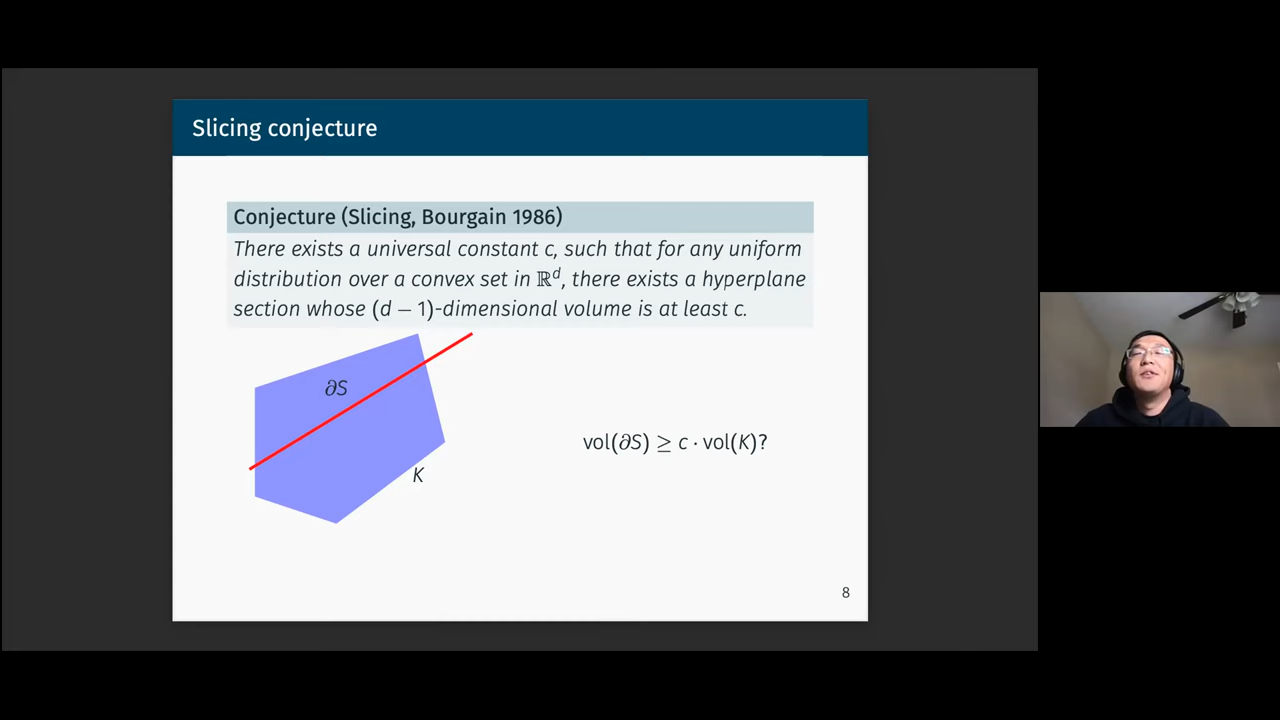 Slicing conjecture
Conjecture (Slicing, Bourgain 1986)
There exists a universal constant c, such that for any uniform
distribution over a convex set in ℝᵈ, there exists a hyperplane
section whose (d − 1)-dimensional volume is at least c.
∂S
vol(∂S) ≥ c · vol(K)?
K
8